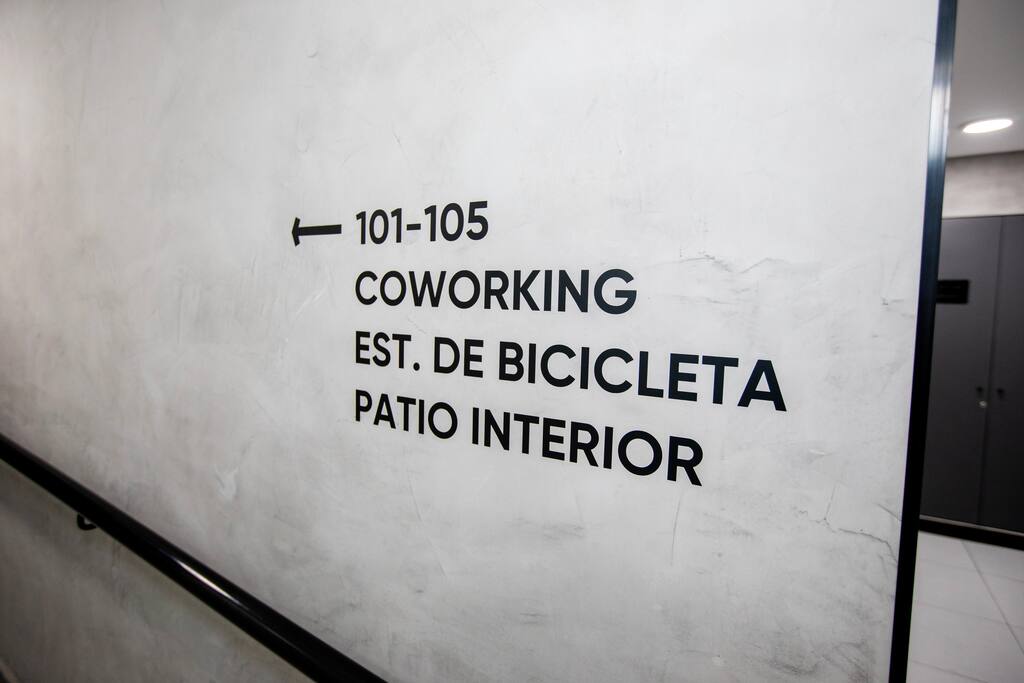 ← 101-105
COWORKING
EST. DE BICICLETA
PATIO INTERIOR